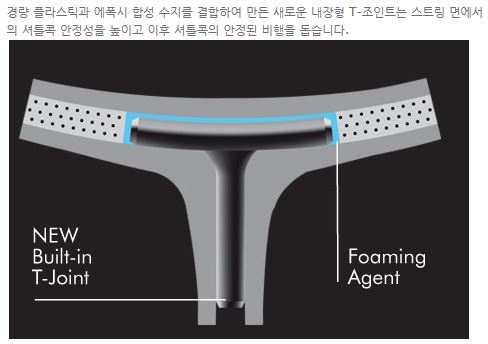 경량 플라스틱과 에폭시 합성 수지를 결합하여 만든 새로운 내장형 T-조인트는 스트링 면에서
의 셔틀콕 안정성을 높이고 이후 셔틀콕의 안정된 비행을 돕습니다.
NEW
Built-in
T-Joint
Foaming
Agent